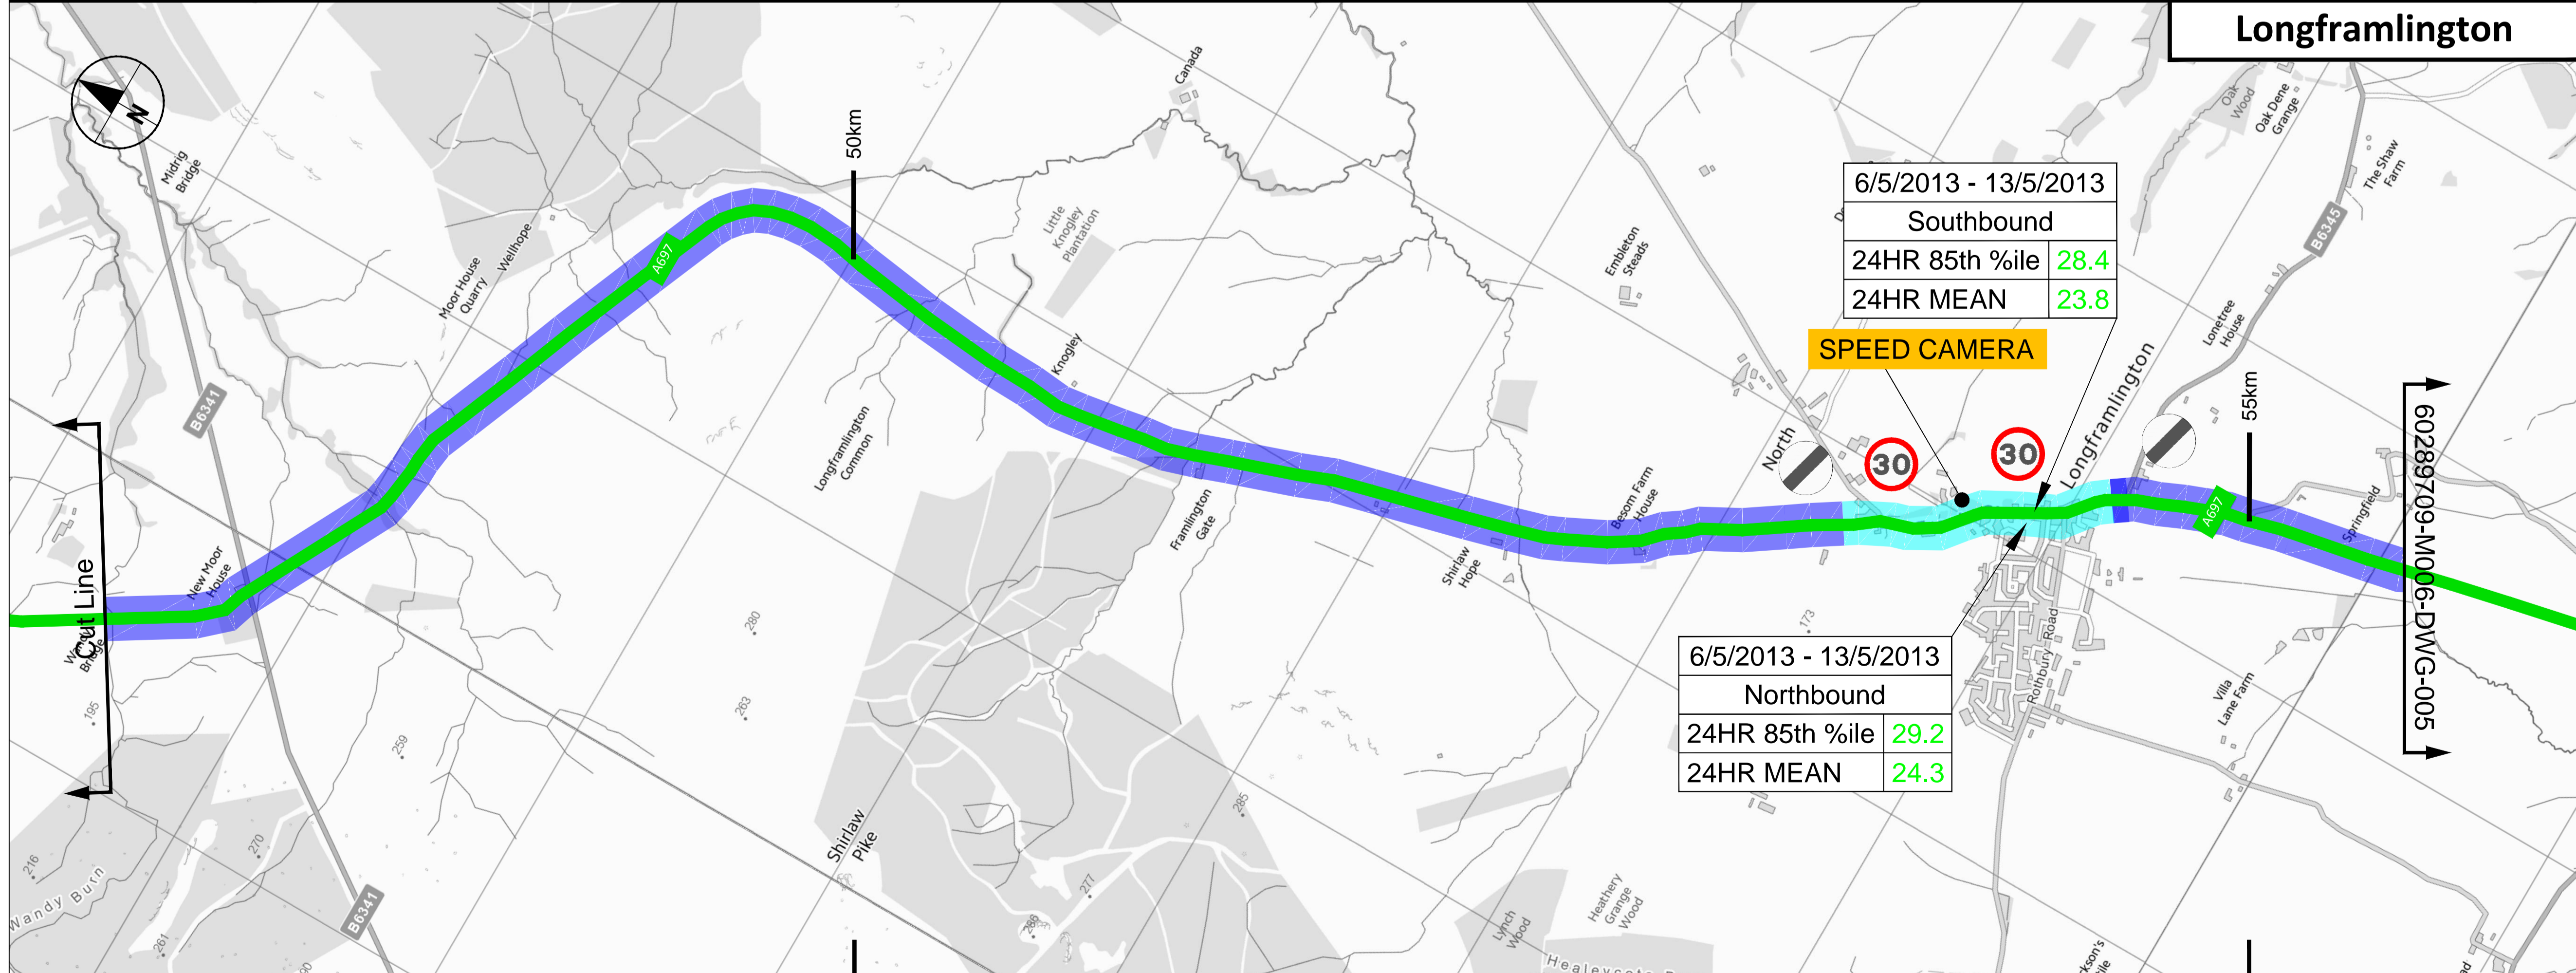 Longframlington
N
Midrig
Bridge
Canada
50km
Oak
Wood
Oak Dene
Grange
The Shaw
Farm
B6345
Little
Knogley
Plantation
Wellhope
Moor House
Quarry
A697
Embleton
Steads
6/5/2013 - 13/5/2013
Southbound
24HR 85th %ile 28.4
24HR MEAN 23.8
SPEED CAMERA
Lonetree
House
Longframlington
55km
B6341
Knogley
Longframlington
Common
North
30
30
Framlington
Gate
Besom Farm
House
Shirlaw
Hope
A697
Springfield
60289709-M006-DWG-005
Cut Line
New Moor
House
Bridge
195
280
263
259
173
6/5/2013 - 13/5/2013
Northbound
24HR 85th %ile 29.2
24HR MEAN 24.3
Rothbury Road
Villa
Lane Farm
Shirlaw
Pike
285
277
286
216
270
261
Wandy Burn
B6341
Lynch
Wood
Heathery
Grange
Wood